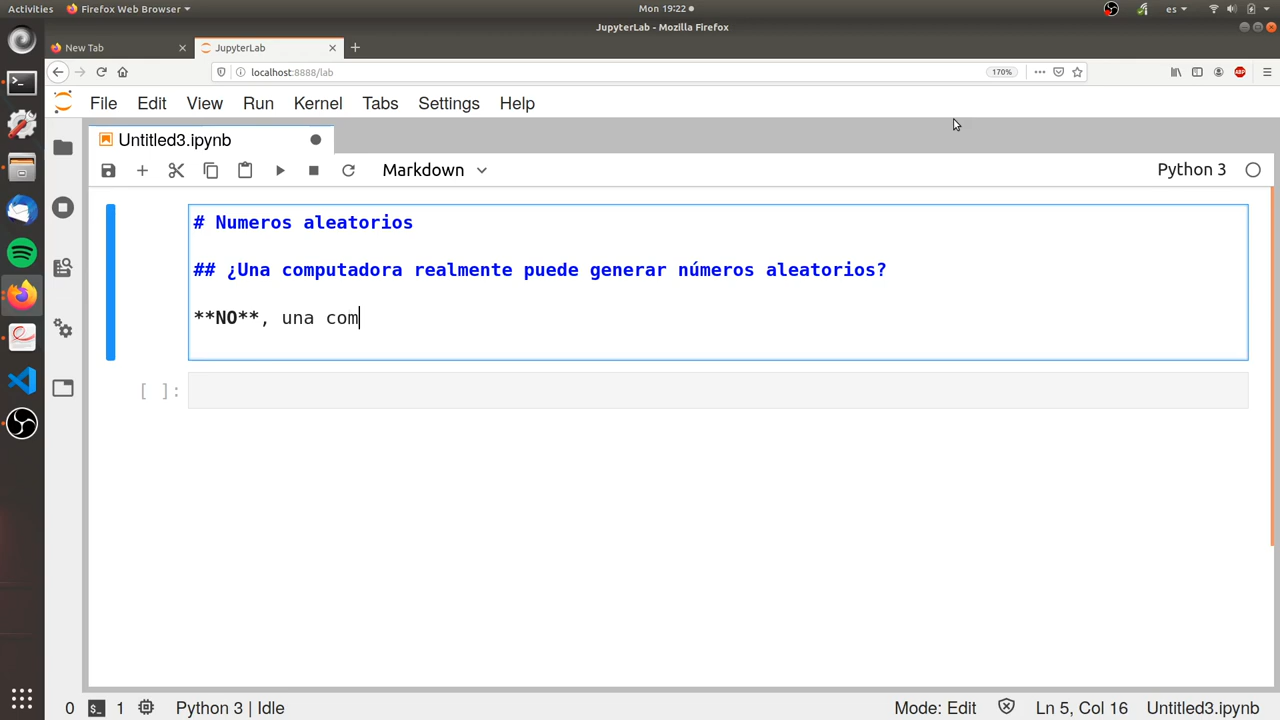 Activities Firefox Web Browser Mon 19:22 es
JupyterLab - Mozilla Firefox
New Tab JupyterLab
localhost:8888/lab 170% ABP
File Edit View Run Kernel Tabs Settings Help
Untitled3.ipynb
Markdown Python 3
# Numeros aleatorios
## ¿Una computadora realmente puede generar números aleatorios?
**NO**, una com
[ ]:
0 $_ 1 Python 3 | Idle Mode: Edit Ln 5, Col 16 Untitled3.ipynb